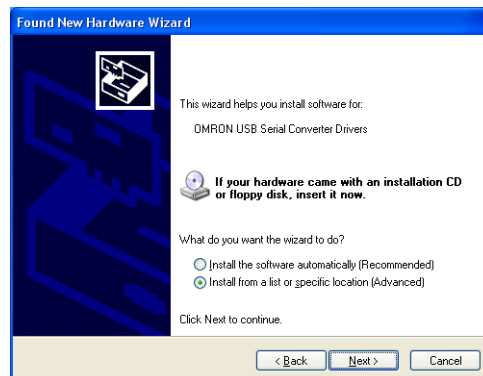 Found New Hardware Wizard
This wizard helps you install software for:
OMRON USB Serial Converter Drivers
If your hardware came with an installation CD
or floppy disk, insert it now.
What do you want the wizard to do?
Install the software automatically (Recommended)
Install from a list or specific location (Advanced)
Click Next to continue.
< Back Next > Cancel